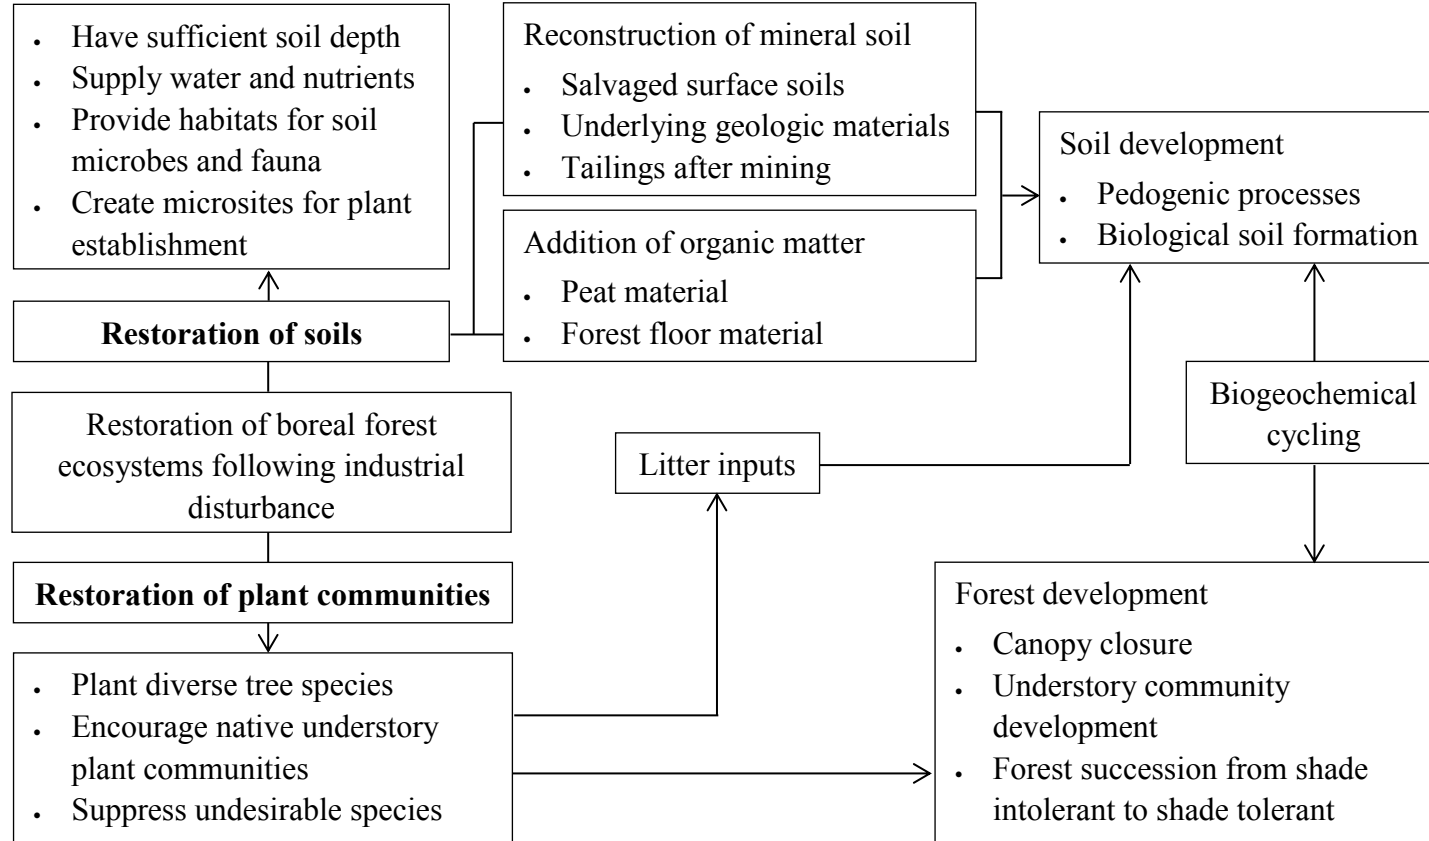 • Have sufficient soil depth
• Supply water and nutrients
• Provide habitats for soil
microbes and fauna
• Create microsites for plant
establishment
Reconstruction of mineral soil
• Salvaged surface soils
• Underlying geologic materials
• Tailings after mining
Addition of organic matter
• Peat material
• Forest floor material
Soil development
• Pedogenic processes
• Biological soil formation
Restoration of soils
Restoration of boreal forest
ecosystems following industrial
disturbance
Litter inputs
Biogeochemical
cycling
Restoration of plant communities
• Plant diverse tree species
• Encourage native understory
plant communities
• Suppress undesirable species
Forest development
• Canopy closure
• Understory community
development
• Forest succession from shade
intolerant to shade tolerant